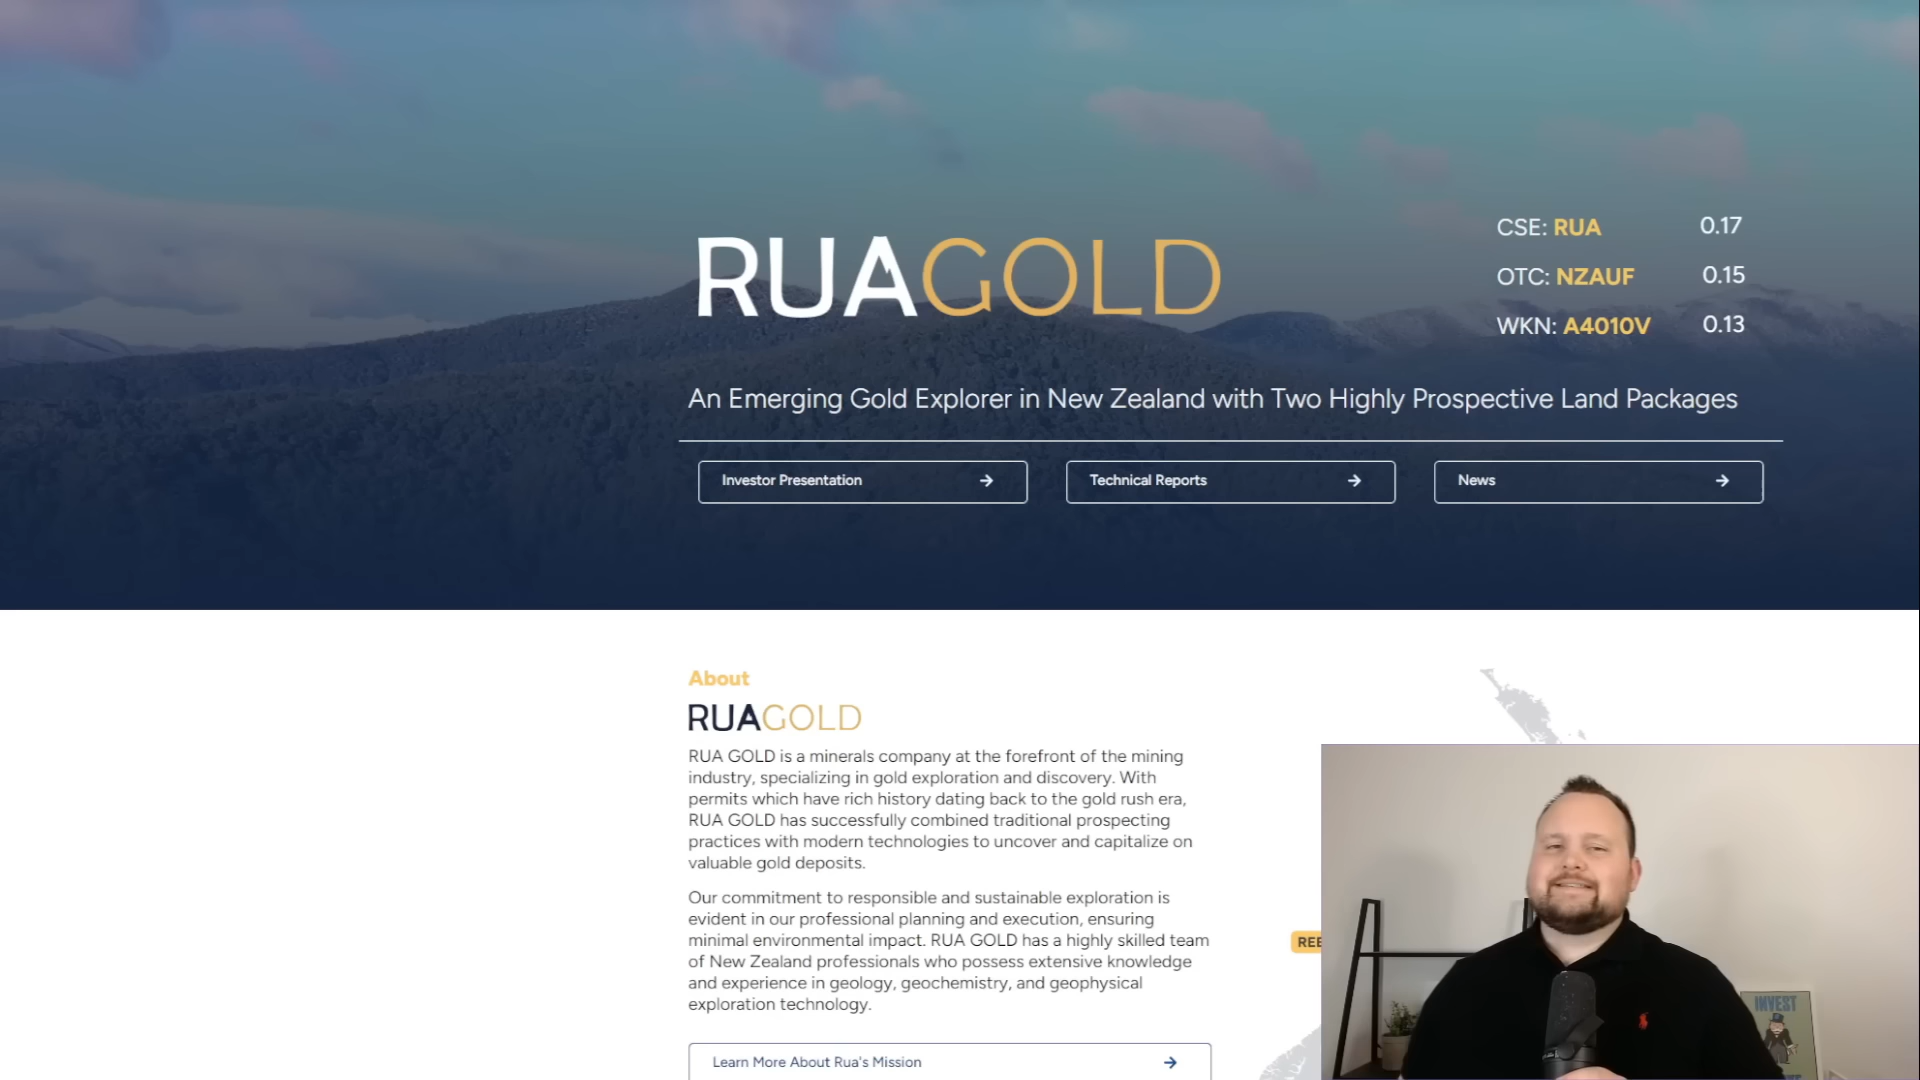 RUAGOLD
CSE: RUA 0.17
OTC: NZAUF 0.15
WKN: A4010V 0.13
An Emerging Gold Explorer in New Zealand with Two Highly Prospective Land Packages
Investor Presentation
Technical Reports
News
About
RUAGOLD
RUA GOLD is a minerals company at the forefront of the mining
industry, specializing in gold exploration and discovery. With
permits which have rich history dating back to the gold rush era,
RUA GOLD has successfully combined traditional prospecting
practices with modern technologies to uncover and capitalize on
valuable gold deposits.
Our commitment to responsible and sustainable exploration is
evident in our professional planning and execution, ensuring
minimal environmental impact. RUA GOLD has a highly skilled team
of New Zealand professionals who possess extensive knowledge
and experience in geology, geochemistry, and geophysical
exploration technology.
Learn More About Rua's Mission
INVEST